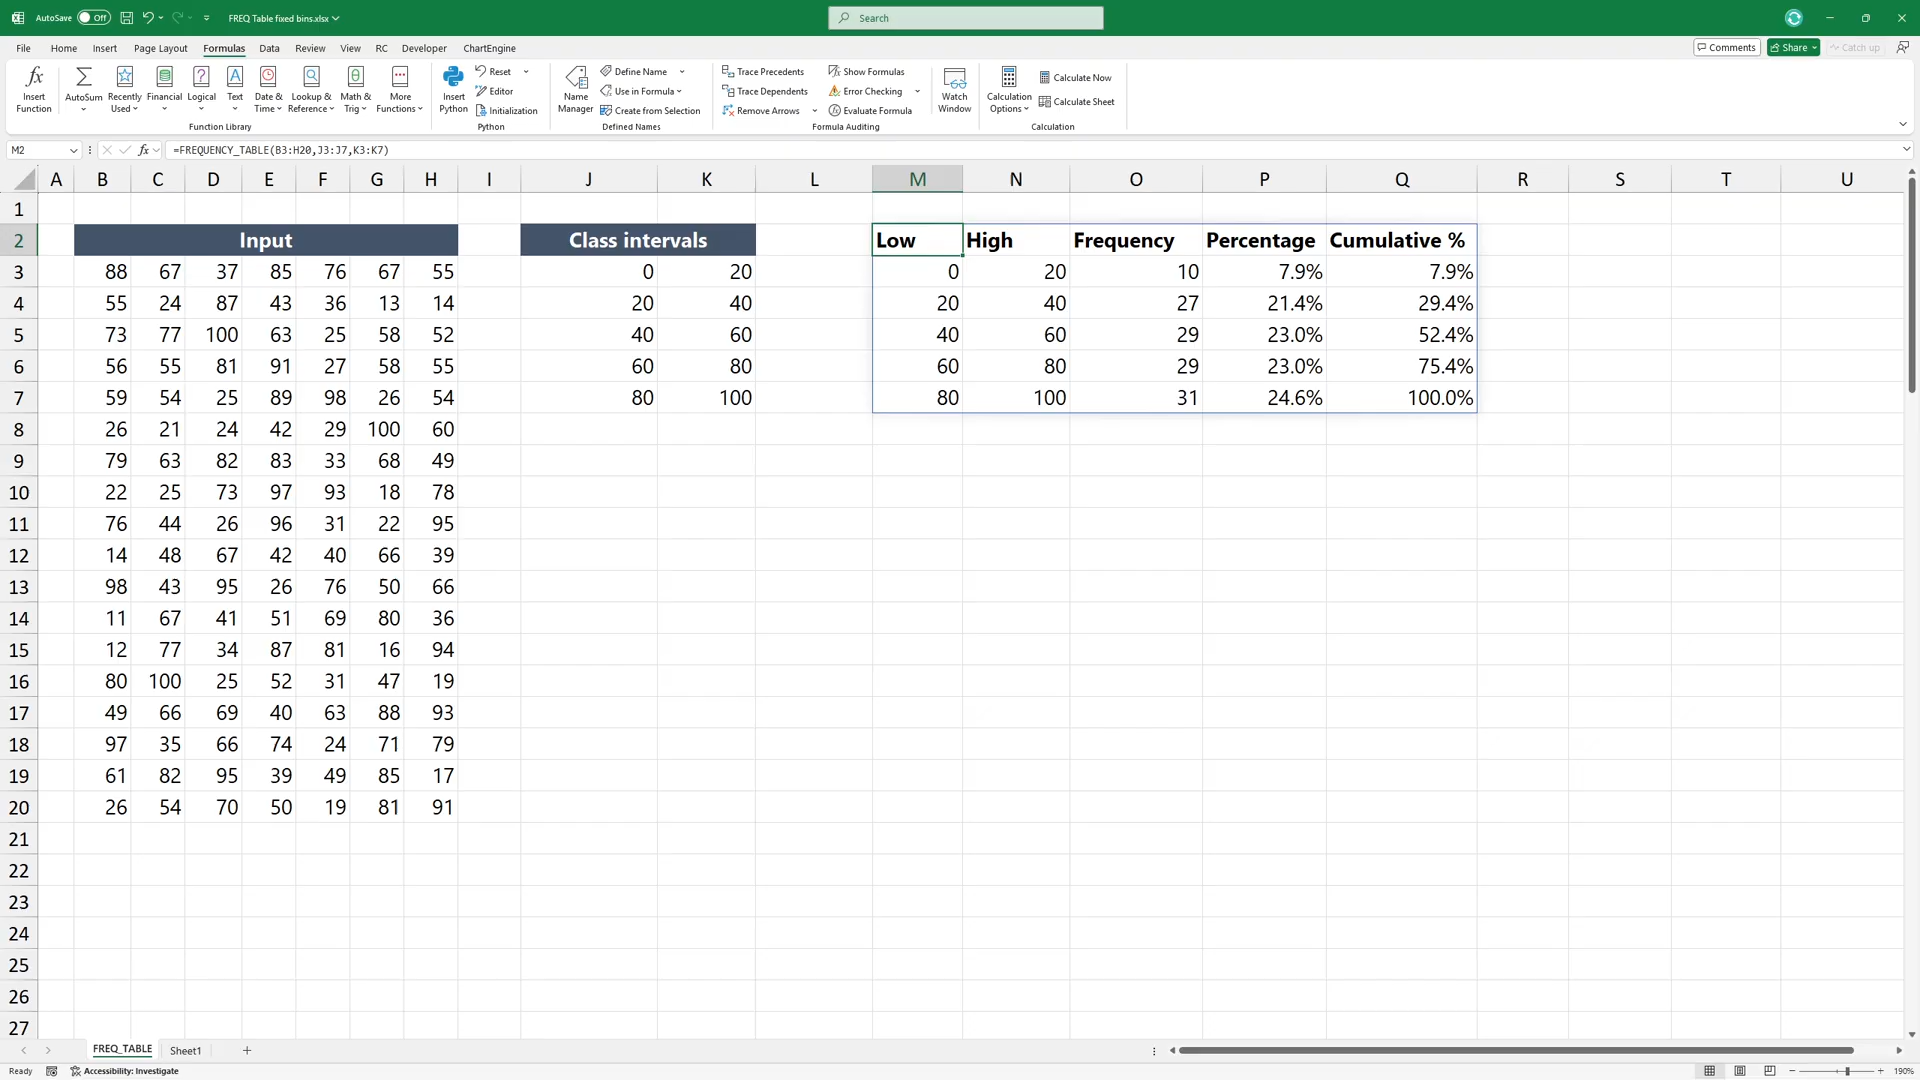 AutoSave Off FREQ Table fixed bins.xlsx Search
File Home Insert Page Layout Formulas Data Review View RC Developer ChartEngine Comments Share Catch up
Insert Function AutoSum Recently Used Financial Logical Text Date & Time Lookup & Reference Math & Trig More Functions
Function Library
Insert Python Reset Editor Initialization
Python
Name Manager Define Name Use in Formula Create from Selection
Defined Names
Trace Precedents Trace Dependents Remove Arrows Show Formulas Error Checking Evaluate Formula
Formula Auditing
Watch Window
Calculation Options Calculate Now Calculate Sheet
Calculation
M2 fx =FREQUENCY_TABLE(B3:H20,J3:J7,K3:K7)
A B C D E F G H I J K L M N O P Q R S T U
1
2 Input Class intervals Low High Frequency Percentage Cumulative %
3 88 67 37 85 76 67 55 0 20 0 20 10 7.9% 7.9%
4 55 24 87 43 36 13 14 20 40 20 40 27 21.4% 29.4%
5 73 77 100 63 25 58 52 40 60 40 60 29 23.0% 52.4%
6 56 55 81 91 27 58 55 60 80 60 80 29 23.0% 75.4%
7 59 54 25 89 98 26 54 80 100 80 100 31 24.6% 100.0%
8 26 21 24 42 29 100 60
9 79 63 82 83 33 68 49
10 22 25 73 97 93 18 78
11 76 44 26 96 31 22 95
12 14 48 67 42 40 66 39
13 98 43 95 26 76 50 66
14 11 67 41 51 69 80 36
15 12 77 34 87 81 16 94
16 80 100 25 52 31 47 19
17 49 66 69 40 63 88 93
18 97 35 66 74 24 71 79
19 61 82 95 39 49 85 17
20 26 54 70 50 19 81 91
21
22
23
24
25
26
27
FREQ_TABLE Sheet1
Ready Accessibility: Investigate 190%